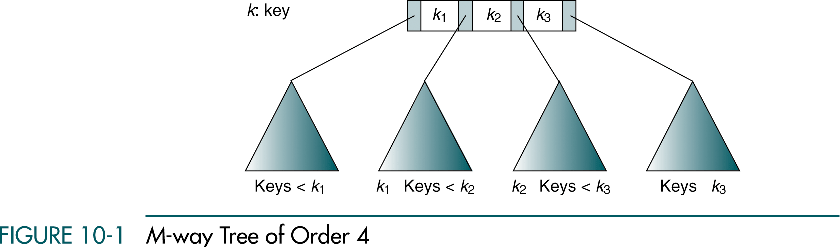 k: key
k₁ k₂ k₃
Keys < k₁ k₁ Keys < k₂ k₂ Keys < k₃ Keys k₃
FIGURE 10-1 M-way Tree of Order 4